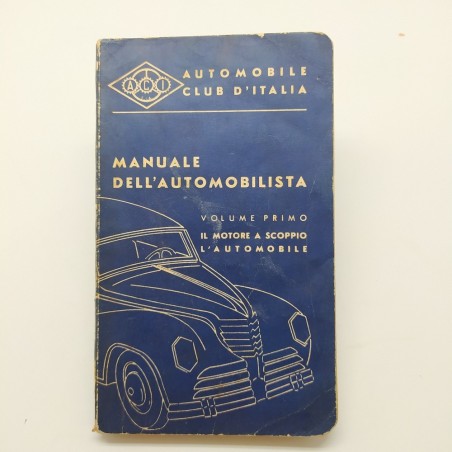 ACI
AUTOMOBILE
CLUB D'ITALIA
MANUALE
DELL'AUTOMOBILISTA
VOLUME PRIMO
IL MOTORE A SCOPPIO
L'AUTOMOBILE